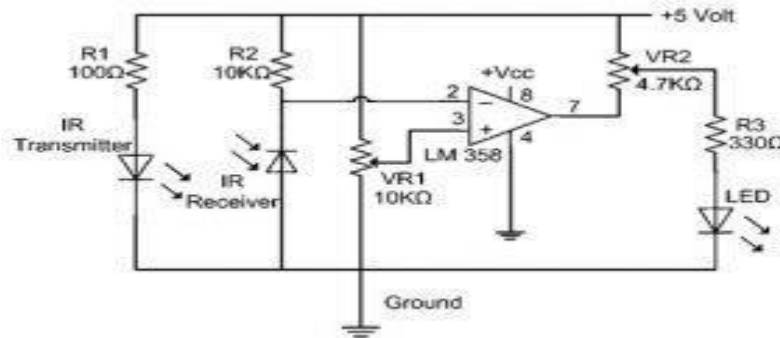 +5 Volt
R1
100Ω
R2
10KΩ
VR2
4.7KΩ
+Vcc
2
8
7
3
4
LM 358
R3
330Ω
IR
Transmitter
IR
Receiver
VR1
10KΩ
LED
Ground